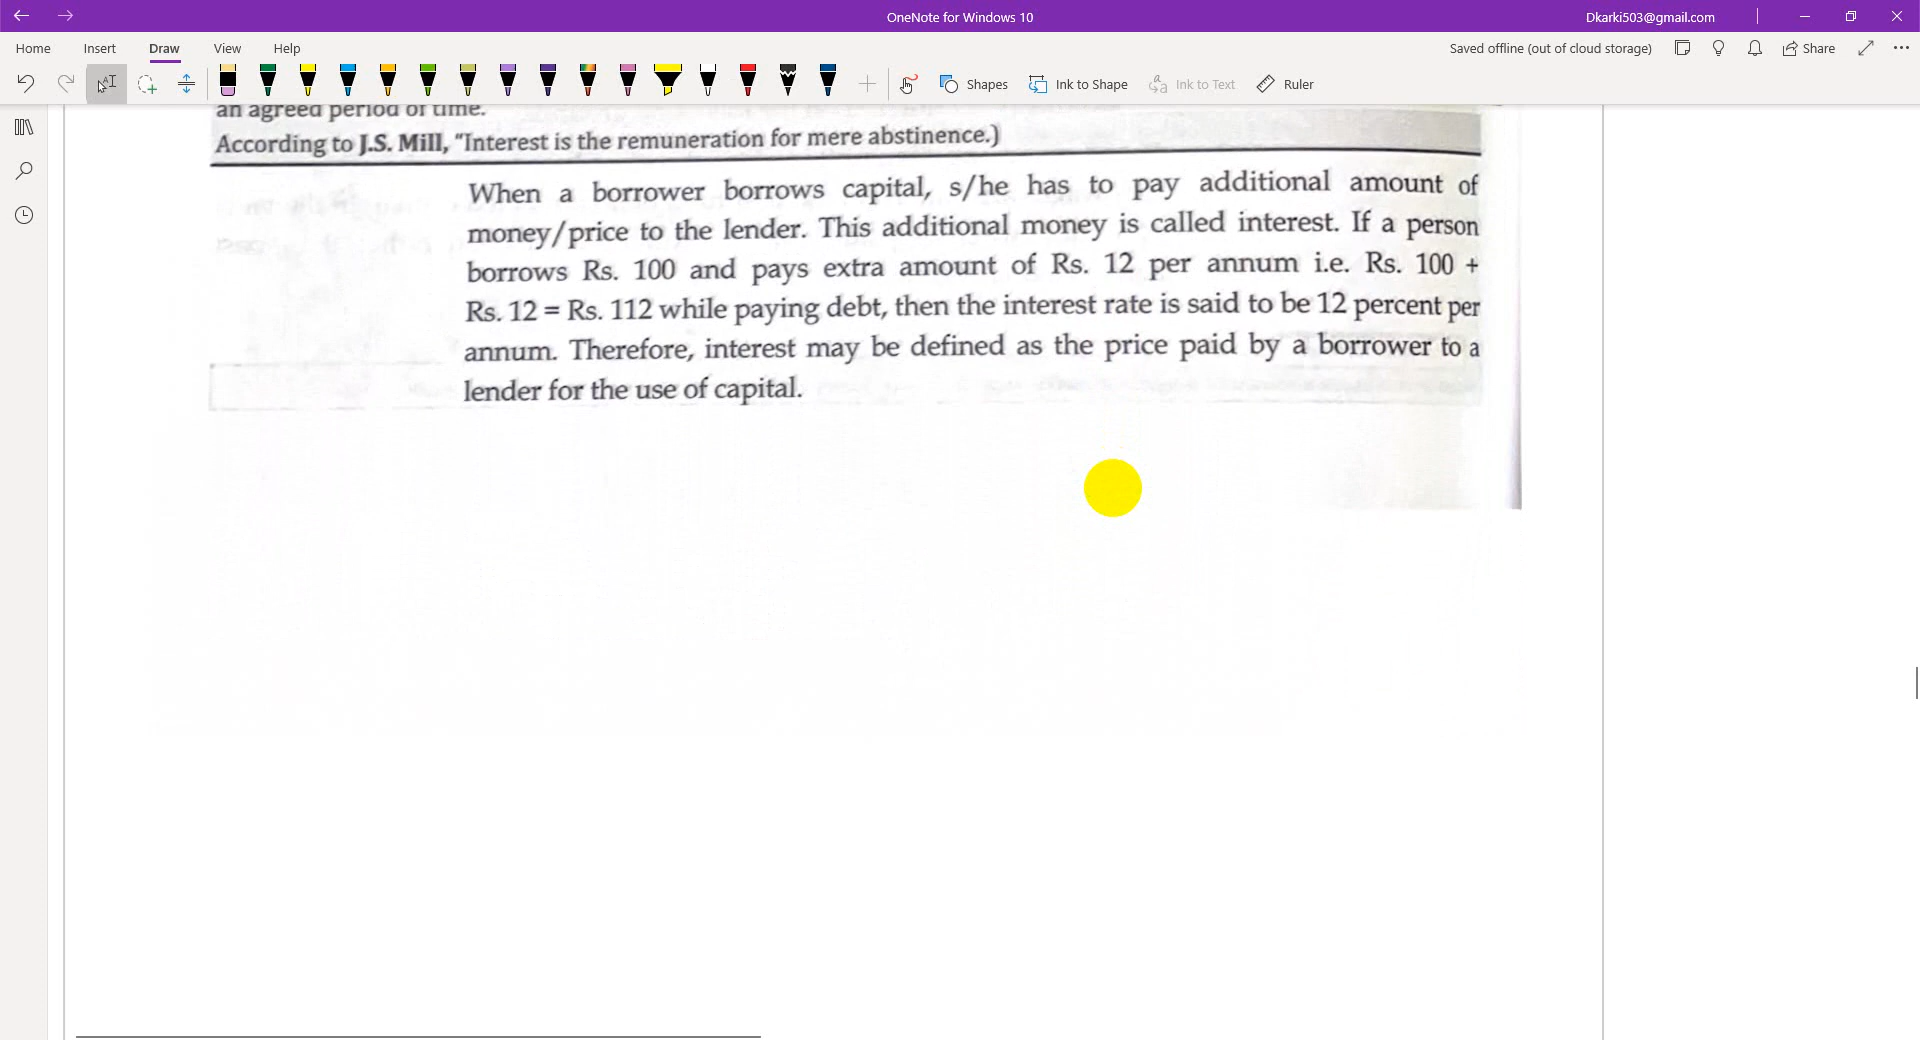 OneNote for Windows 10
Dkarki503@gmail.com
Home Insert Draw View Help
Saved offline (out of cloud storage)
Share
Shapes
Ink to Shape
Ink to Text
Ruler
an agreed period of time.
According to J.S. Mill, "Interest is the remuneration for mere abstinence.)
When a borrower borrows capital, s/he has to pay additional amount of
money/price to the lender. This additional money is called interest. If a person
borrows Rs. 100 and pays extra amount of Rs. 12 per annum i.e. Rs. 100 +
Rs. 12 = Rs. 112 while paying debt, then the interest rate is said to be 12 percent per
annum. Therefore, interest may be defined as the price paid by a borrower to a
lender for the use of capital.